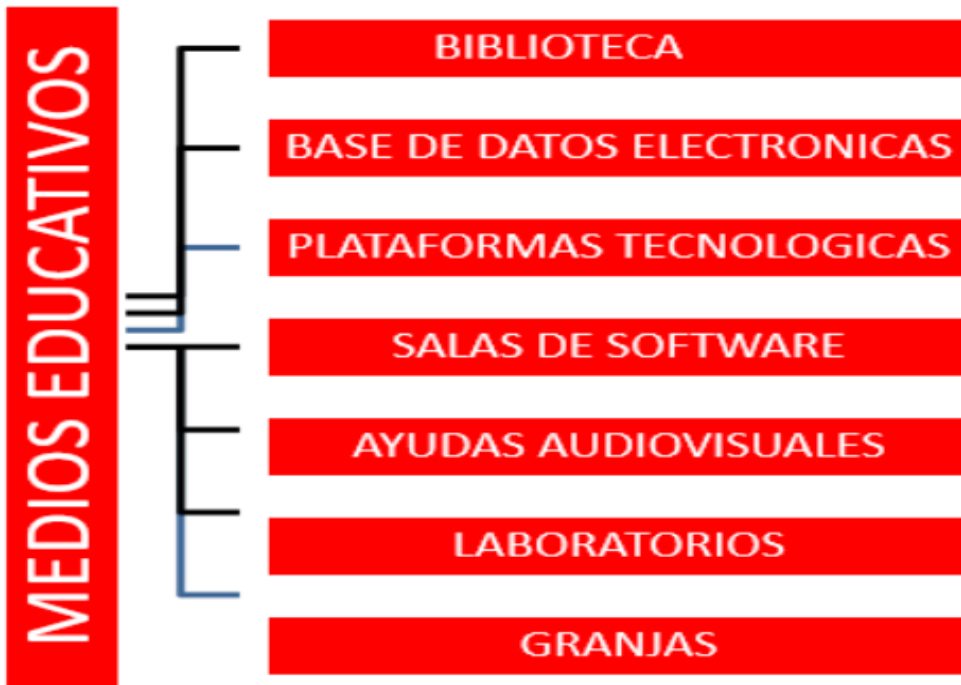 MEDIOS EDUCATIVOS
BIBLIOTECA
BASE DE DATOS ELECTRONICAS
PLATAFORMAS TECNOLOGICAS
SALAS DE SOFTWARE
AYUDAS AUDIOVISUALES
LABORATORIOS
GRANJAS